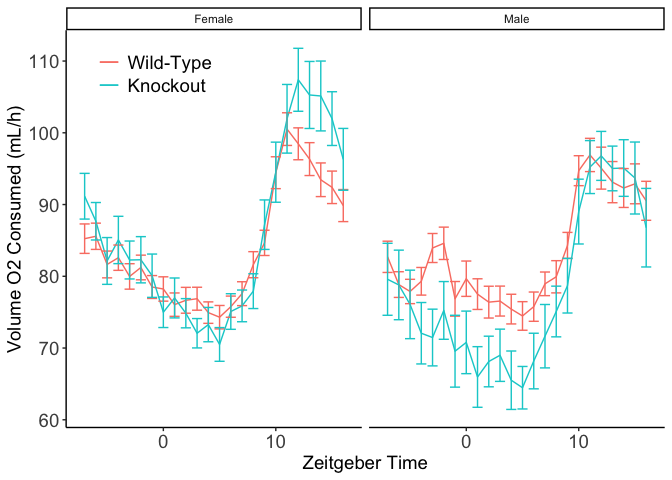 Female
Male
Wild-Type
Knockout
Volume O2 Consumed (mL/h)
110
100
90
80
70
60
0
10
0
10
Zeitgeber Time